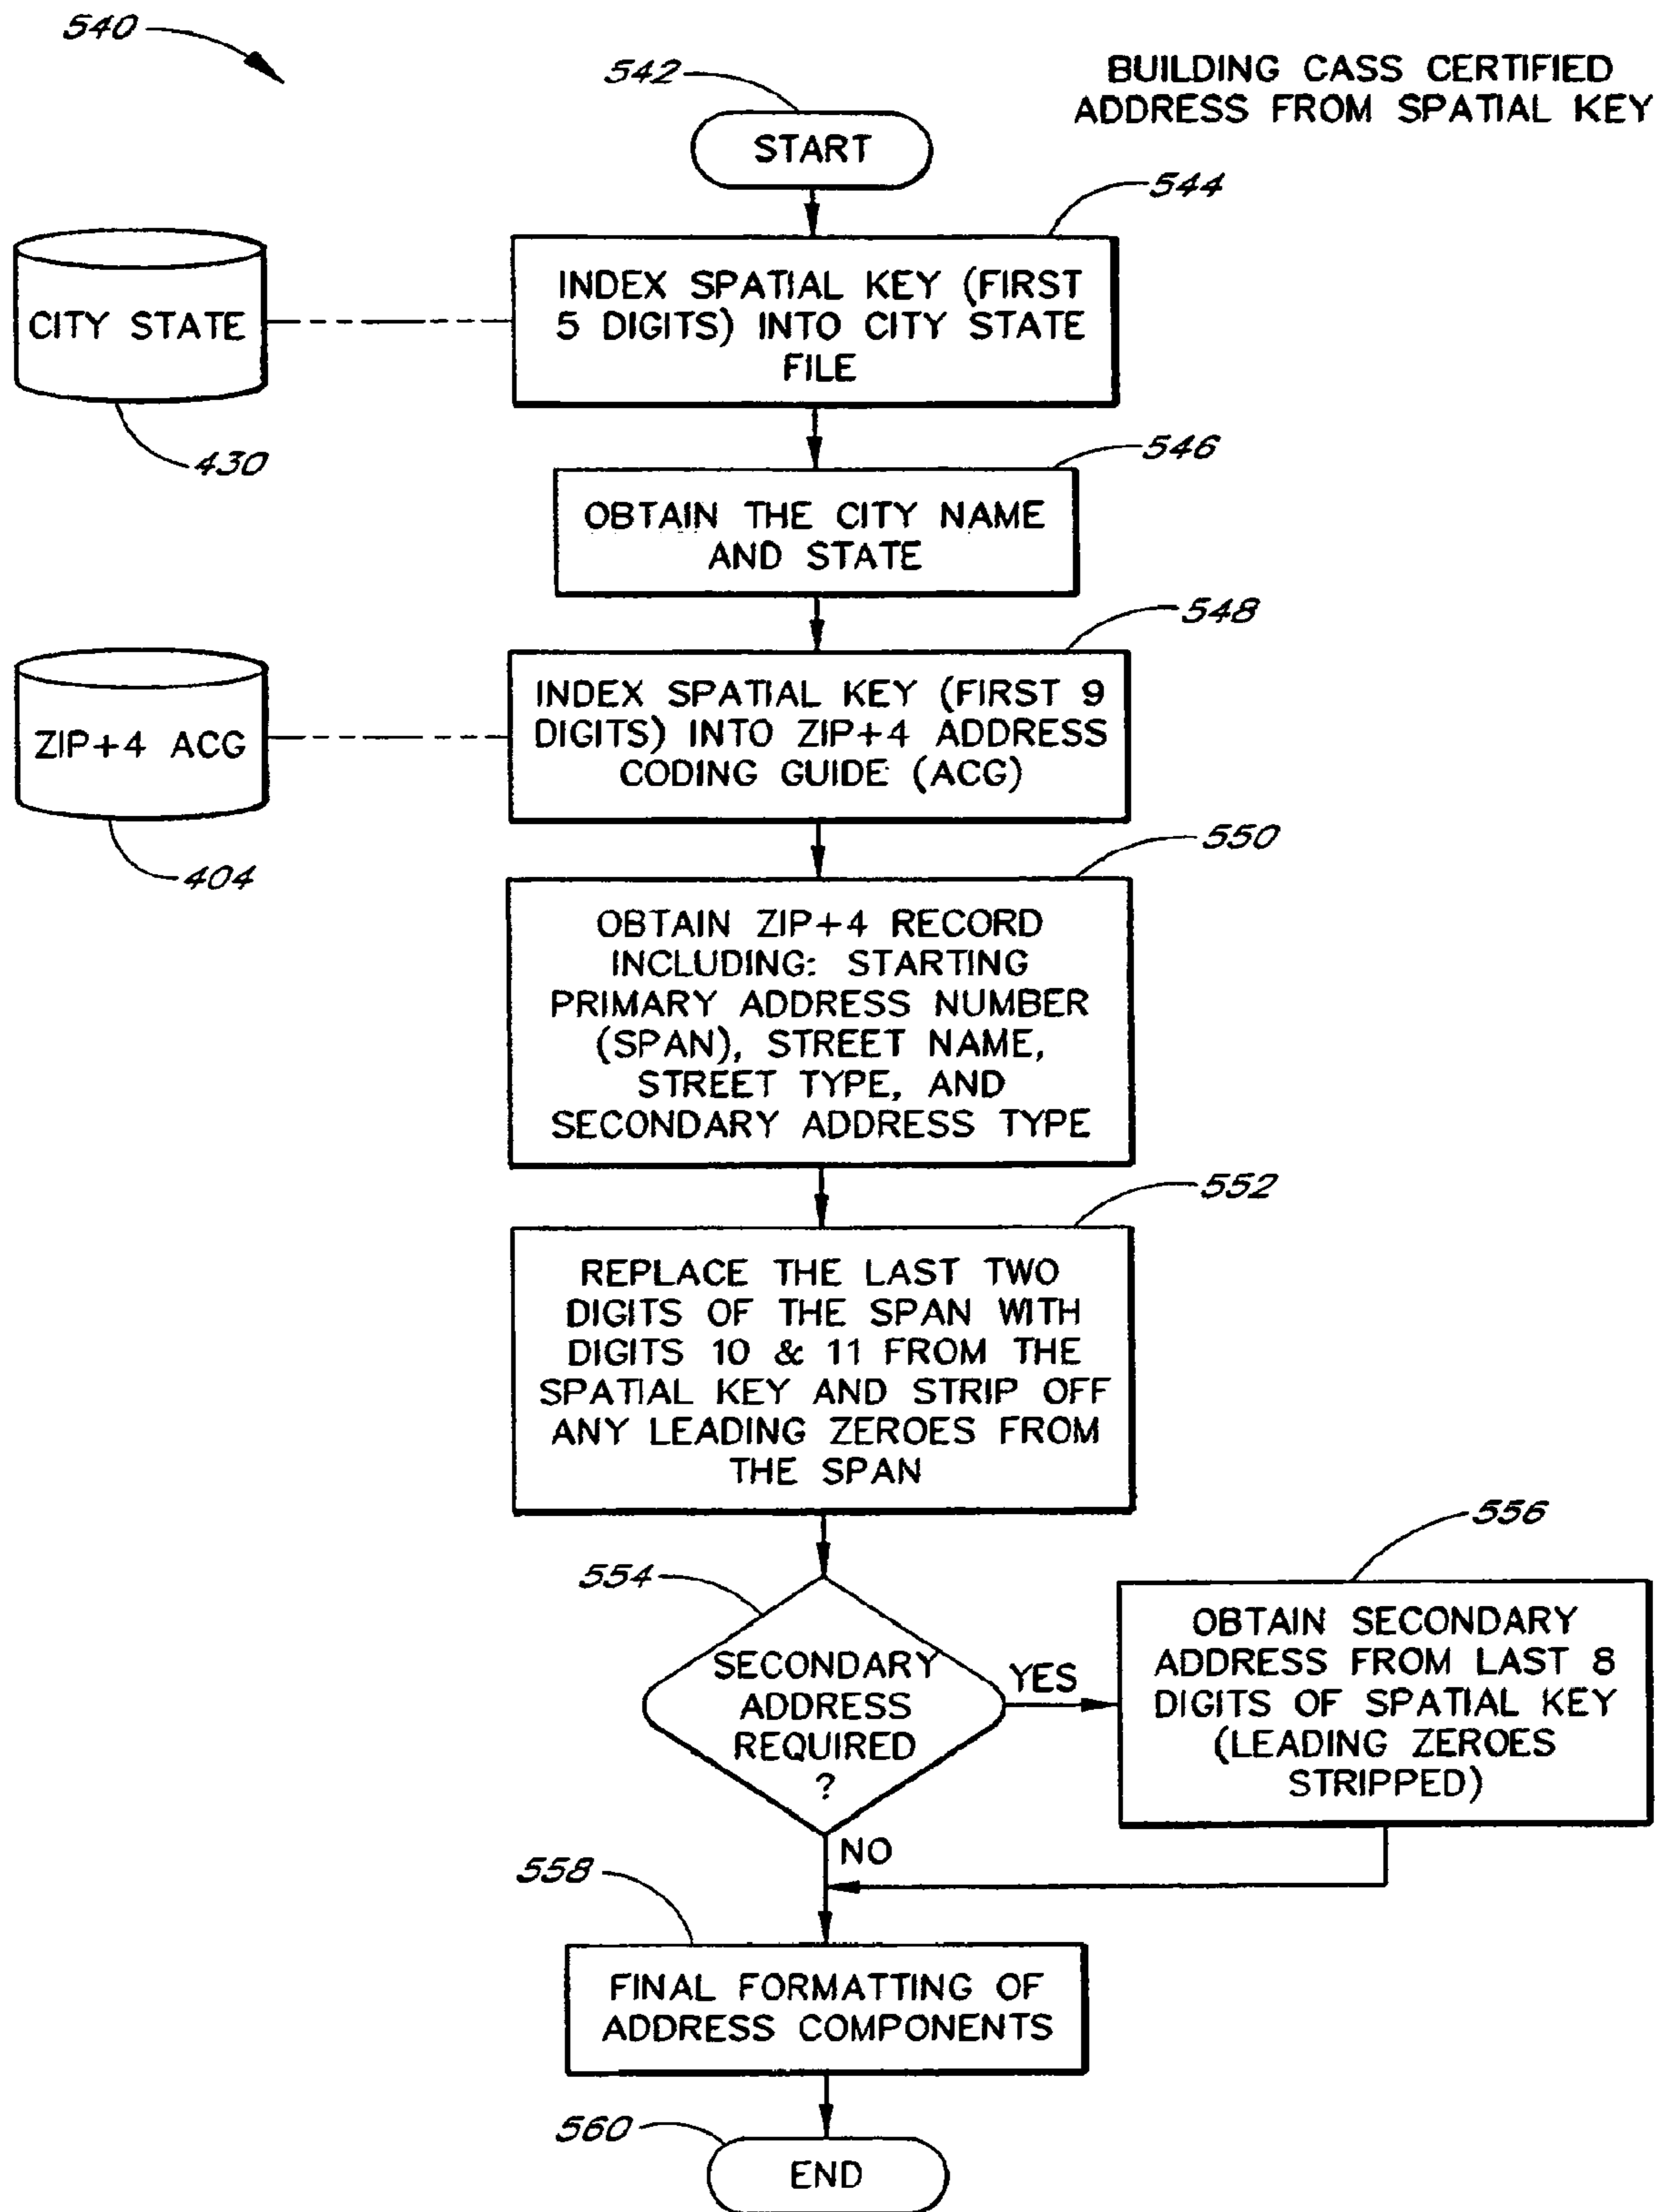 540
BUILDING CASS CERTIFIED
ADDRESS FROM SPATIAL KEY
542
START
544
INDEX SPATIAL KEY (FIRST
5 DIGITS) INTO CITY STATE
FILE
CITY STATE
430
546
OBTAIN THE CITY NAME
AND STATE
548
INDEX SPATIAL KEY (FIRST 9
DIGITS) INTO ZIP+4 ADDRESS
CODING GUIDE (ACG)
ZIP+4 ACG
404
550
OBTAIN ZIP+4 RECORD
INCLUDING: STARTING
PRIMARY ADDRESS NUMBER
(SPAN), STREET NAME,
STREET TYPE, AND
SECONDARY ADDRESS TYPE
552
REPLACE THE LAST TWO
DIGITS OF THE SPAN WITH
DIGITS 10 & 11 FROM THE
SPATIAL KEY AND STRIP OFF
ANY LEADING ZEROES FROM
THE SPAN
554
SECONDARY
ADDRESS
REQUIRED
?
YES
556
OBTAIN SECONDARY
ADDRESS FROM LAST 8
DIGITS OF SPATIAL KEY
(LEADING ZEROES
STRIPPED)
NO
558
FINAL FORMATTING OF
ADDRESS COMPONENTS
560
END